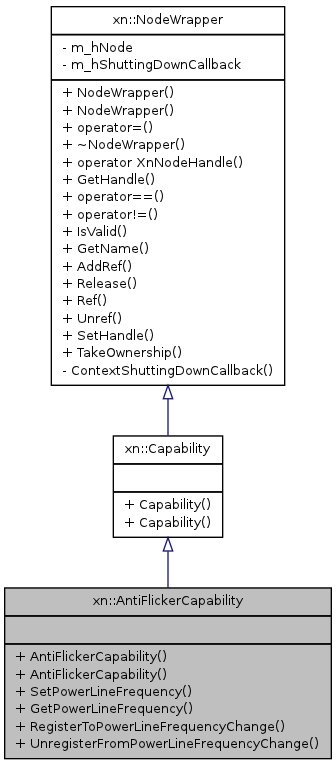 xn::NodeWrapper
- m_hNode
- m_hShuttingDownCallback
+ NodeWrapper()
+ NodeWrapper()
+ operator=()
+ ~NodeWrapper()
+ operator XnNodeHandle()
+ GetHandle()
+ operator==()
+ operator!=()
+ IsValid()
+ GetName()
+ AddRef()
+ Release()
+ Ref()
+ Unref()
+ SetHandle()
+ TakeOwnership()
- ContextShuttingDownCallback()
xn::Capability
+ Capability()
+ Capability()
xn::AntiFlickerCapability
+ AntiFlickerCapability()
+ AntiFlickerCapability()
+ SetPowerLineFrequency()
+ GetPowerLineFrequency()
+ RegisterToPowerLineFrequencyChange()
+ UnregisterFromPowerLineFrequencyChange()